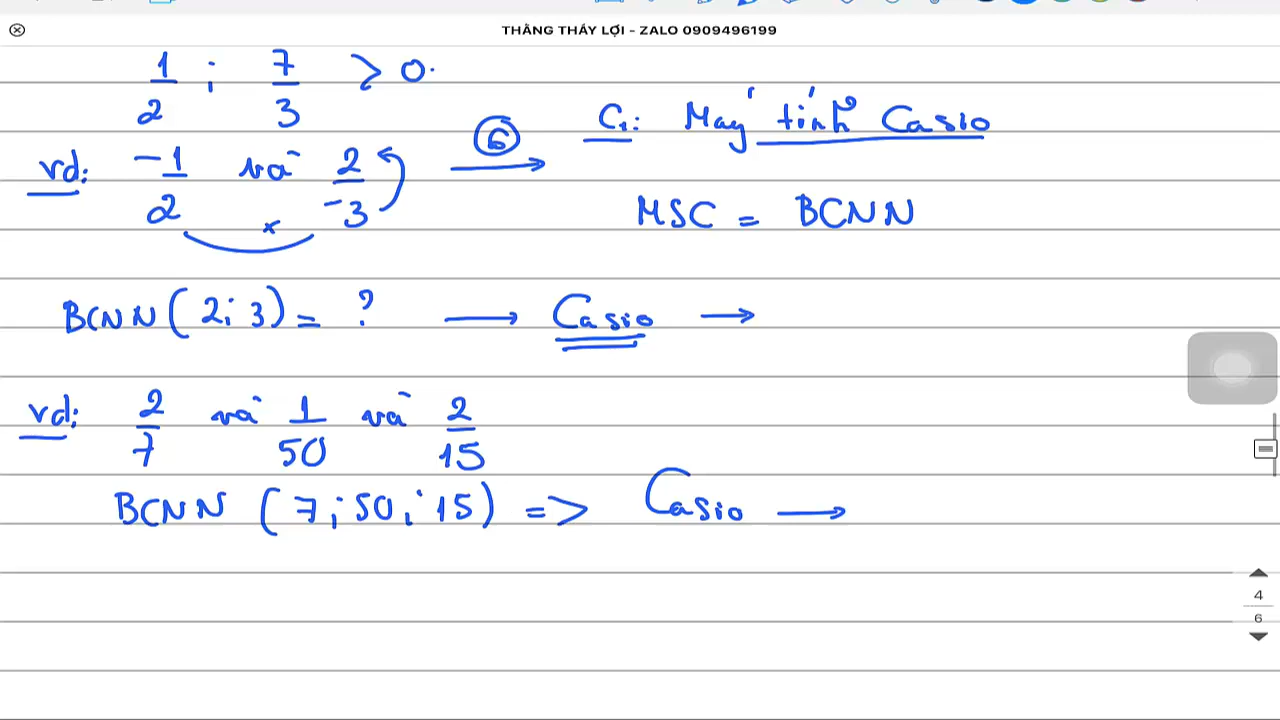 THẮNG THẦY LỢI - ZALO 0909496199
1/2 ; 7/3 > 0.
C1: Máy tính Casio
vd: -1/2 và 2/-3 × 6
MSC = BCNN
BCNN (2; 3) = ? → Casio →
vd: 2/7 và 1/50 và 2/15
BCNN (7; 50; 15) => Casio →
4
6